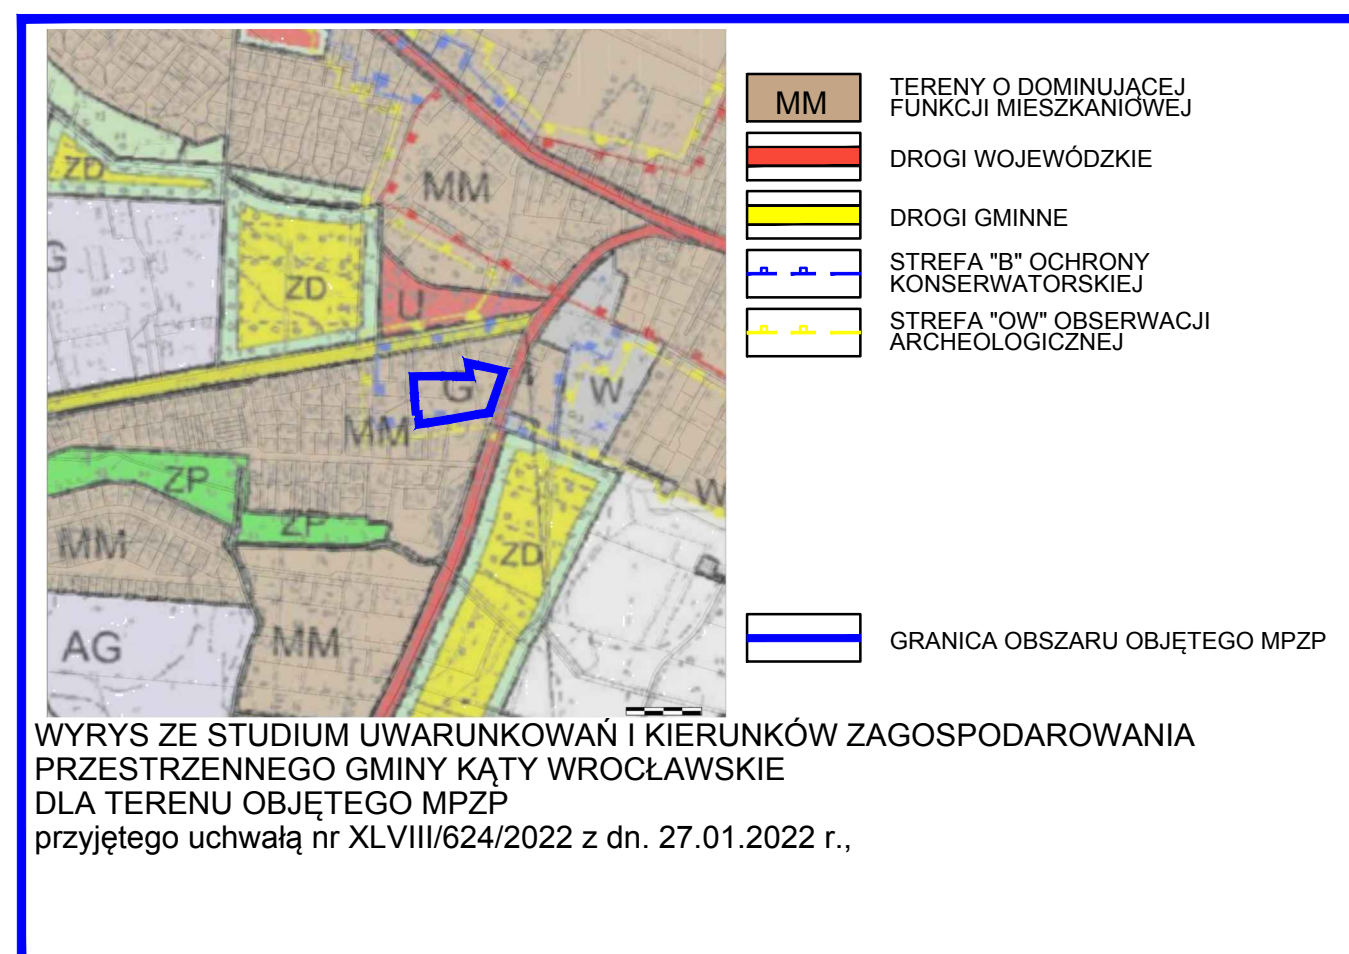 ZD
G
MM
ZD
U
G
W
MM
ZP
W
ZP
MM
ZD
AG
MM
MM
TERENY O DOMINUJĄCEJ
FUNKCJI MIESZKANIOWEJ
DROGI WOJEWÓDZKIE
DROGI GMINNE
STREFA "B" OCHRONY
KONSERWATORSKIEJ
STREFA "OW" OBSERWACJI
ARCHEOLOGICZNEJ
GRANICA OBSZARU OBJĘTEGO MPZP
WYRYS ZE STUDIUM UWARUNKOWAŃ I KIERUNKÓW ZAGOSPODAROWANIA
PRZESTRZENNEGO GMINY KĄTY WROCŁAWSKIE
DLA TERENU OBJĘTEGO MPZP
przyjętego uchwałą nr XLVIII/624/2022 z dn. 27.01.2022 r.,